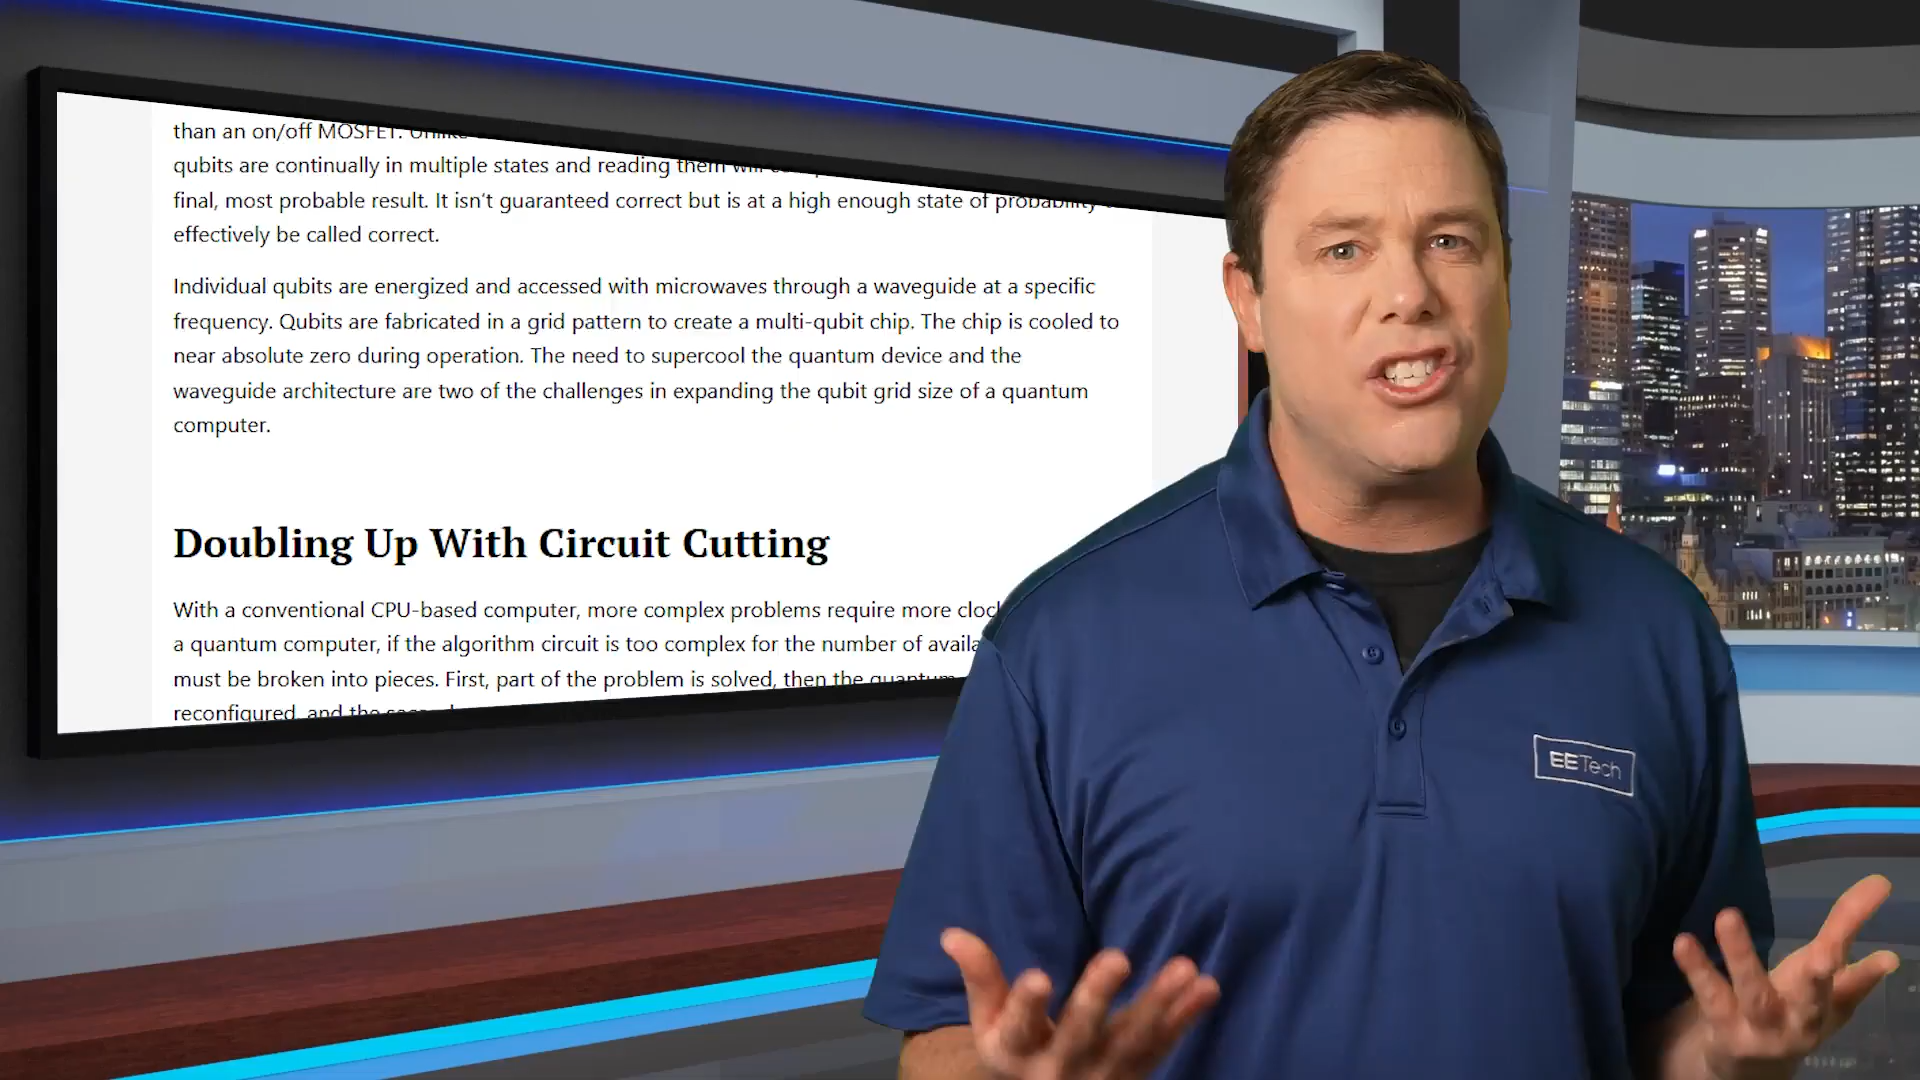 than an on/off MOSFET. Unlike
qubits are continually in multiple states and reading them will
final, most probable result. It isn't guaranteed correct but is at a high enough state of probability
effectively be called correct.
Individual qubits are energized and accessed with microwaves through a waveguide at a specific
frequency. Qubits are fabricated in a grid pattern to create a multi-qubit chip. The chip is cooled to
near absolute zero during operation. The need to supercool the quantum device and the
waveguide architecture are two of the challenges in expanding the qubit grid size of a quantum
computer.
Doubling Up With Circuit Cutting
With a conventional CPU-based computer, more complex problems require more
a quantum computer, if the algorithm circuit is too complex for the number of
must be broken into pieces. First, part of the problem is solved, then the quantum
reconfigured, and the
EETech